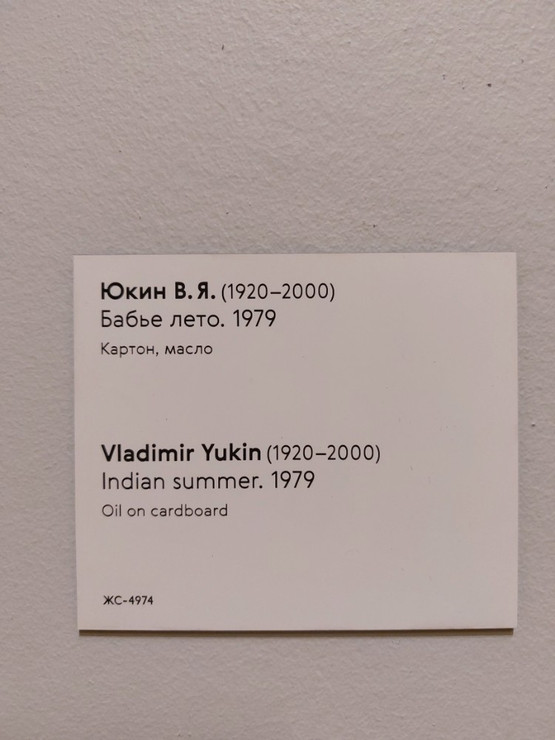 Юкин В.Я. (1920–2000)
Бабье лето. 1979
Картон, масло
Vladimir Yukin (1920–2000)
Indian summer. 1979
Oil on cardboard
ЖС-4974